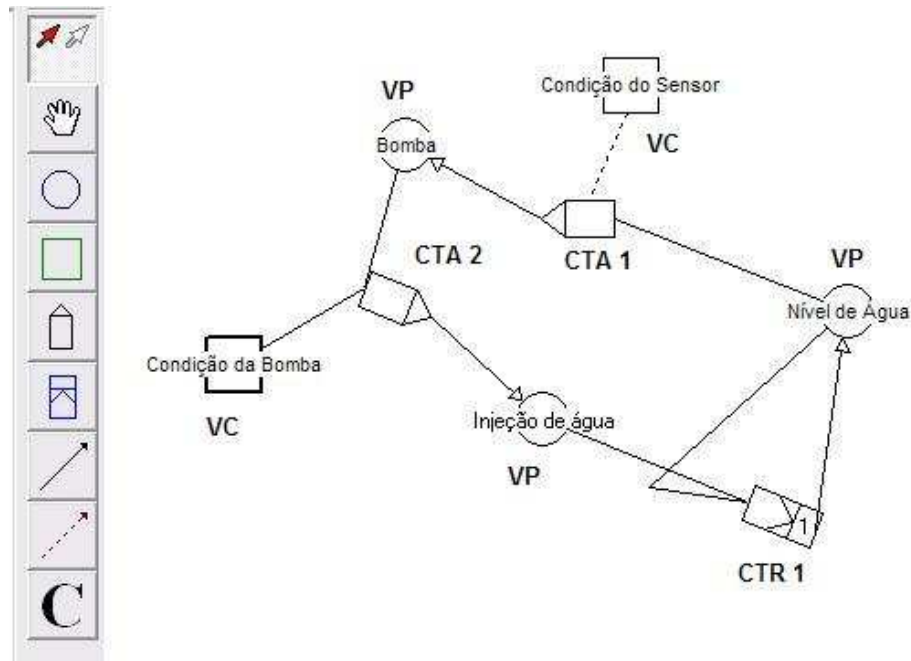 Condição do Sensor
VP
VC
Bomba
CTA 2
CTA 1
VP
Nível de Água
Condição da Bomba
VC
Injeção de água
VP
1
CTR 1
C